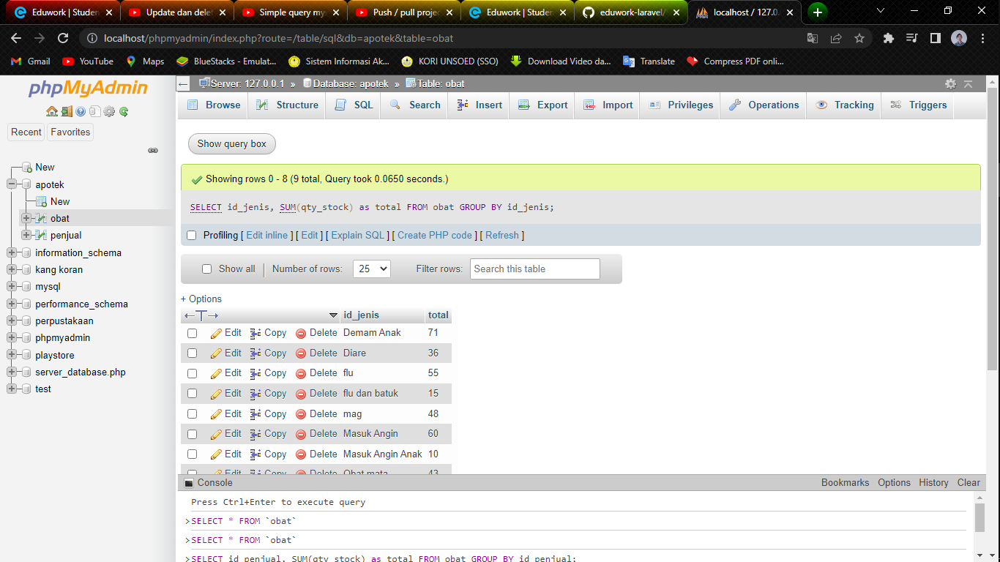 Eduwork | Studen
Update dan delet
Simple query my
Push / pull projec
Eduwork | Studen
eduwork-laravel/
localhost / 127.0.
localhost/phpmyadmin/index.php?route=/table/sql&db=apotek&table=obat
Gmail
YouTube
Maps
BlueStacks - Emulat...
Sistem Informasi Ak...
KORI UNSOED (SSO)
Download Video da...
Translate
Compress PDF onli...
phpMyAdmin
Recent
Favorites
New
apotek
New
obat
penjual
information_schema
kang koran
mysql
performance_schema
perpustakaan
phpmyadmin
playstore
server_database.php
test
Server: 127.0.0.1 » Database: apotek » Table: obat
Browse
Structure
SQL
Search
Insert
Export
Import
Privileges
Operations
Tracking
Triggers
Show query box
Showing rows 0 - 8 (9 total, Query took 0.0650 seconds.)
SELECT id_jenis, SUM(qty_stock) as total FROM obat GROUP BY id_jenis;
Profiling [ Edit inline ] [ Edit ] [ Explain SQL ] [ Create PHP code ] [ Refresh ]
Show all | Number of rows: 25 Filter rows: Search this table
+ Options
id_jenis total
Edit Copy Delete Demam Anak 71
Edit Copy Delete Diare 36
Edit Copy Delete flu 55
Edit Copy Delete flu dan batuk 15
Edit Copy Delete mag 48
Edit Copy Delete Masuk Angin 60
Edit Copy Delete Masuk Angin Anak 10
Edit Copy Delete Obat mata 43
Console
Bookmarks Options History Clear
Press Ctrl+Enter to execute query
>SELECT * FROM `obat`
>SELECT * FROM `obat`
>SELECT id_penjual, SUM(qty_stock) as total FROM obat GROUP BY id_penjual;